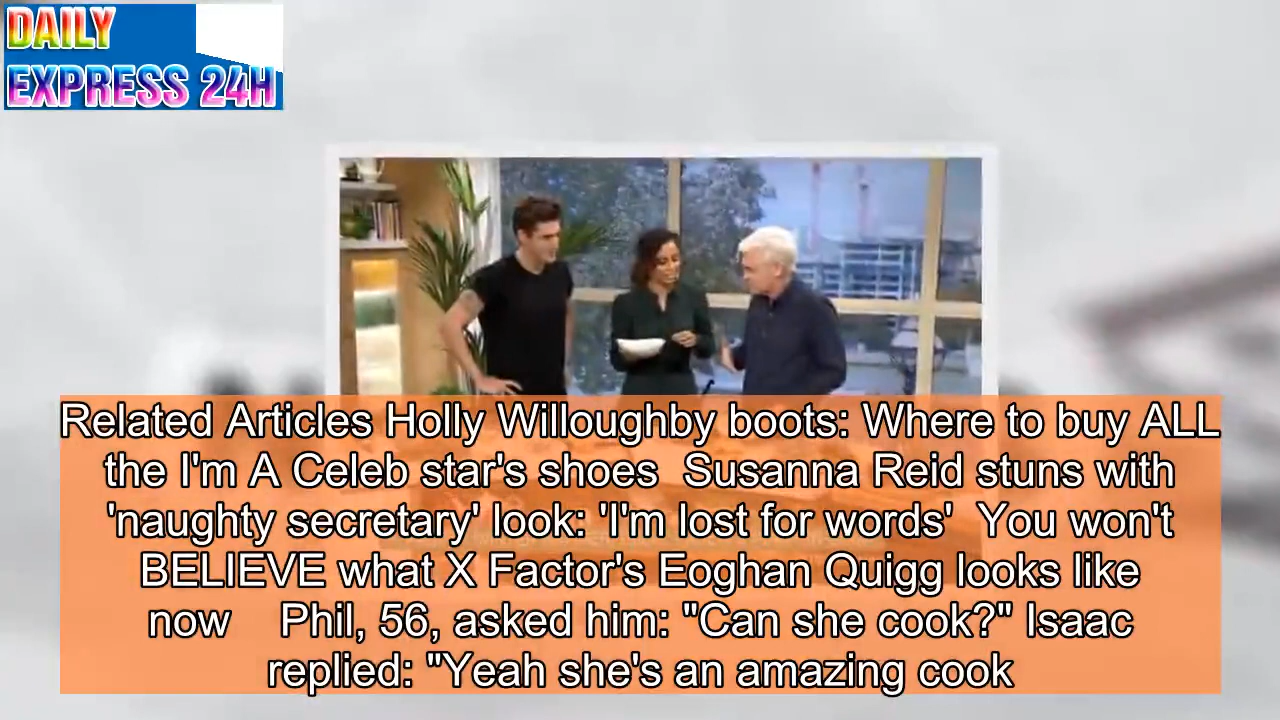 DAILY
EXPRESS 24H
Related Articles Holly Willoughby boots: Where to buy ALL
the I'm A Celeb star's shoes  Susanna Reid stuns with
'naughty secretary' look: 'I'm lost for words'  You won't
BELIEVE what X Factor's Eoghan Quigg looks like
now    Phil, 56, asked him: "Can she cook?" Isaac
replied: "Yeah she's an amazing cook